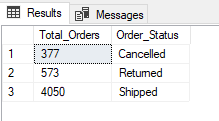 Results Messages
Total_Orders Order_Status
1 377 Cancelled
2 573 Returned
3 4050 Shipped